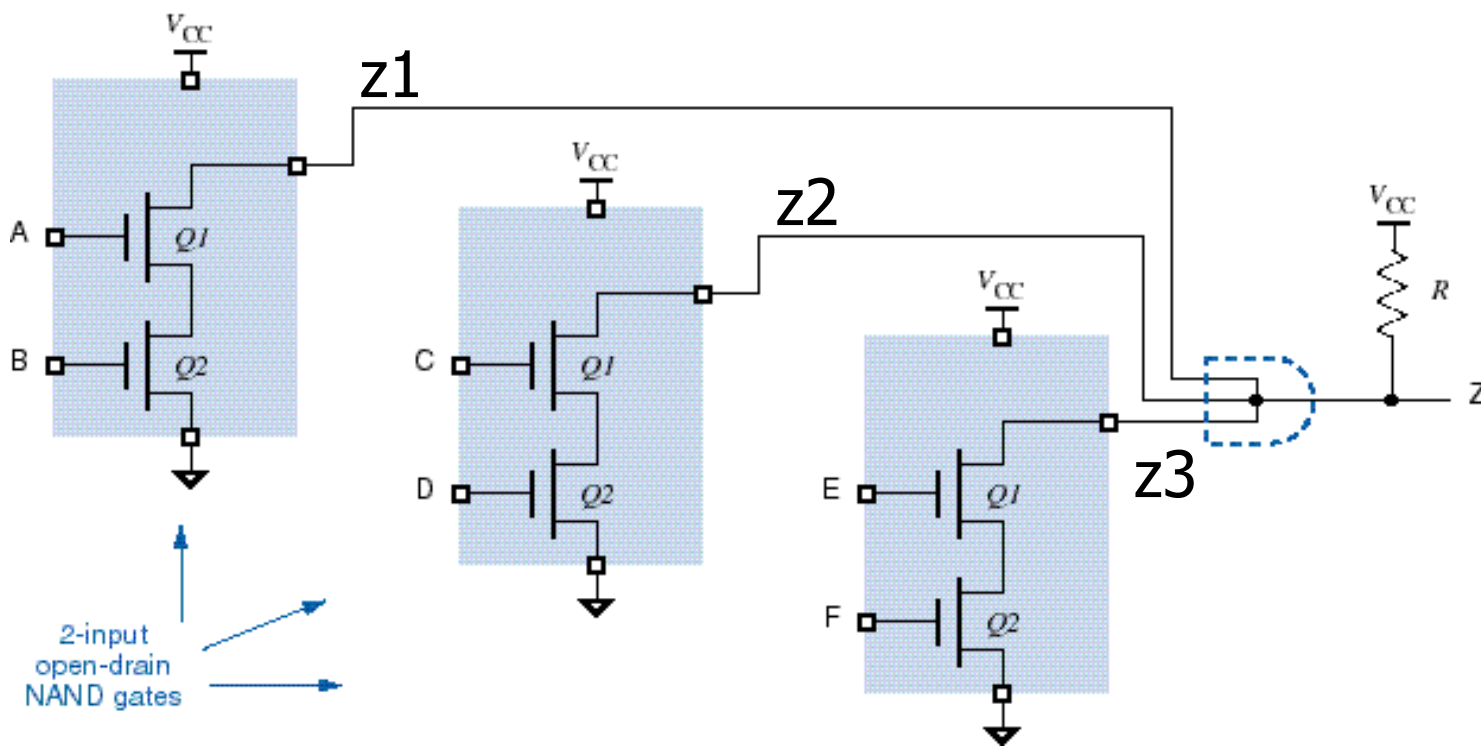 VCC
z1
A
Q1
B
Q2
VCC
z2
C
Q1
D
Q2
VCC
z3
E
Q1
F
Q2
VCC
R
Z
2-input
open-drain
NAND gates